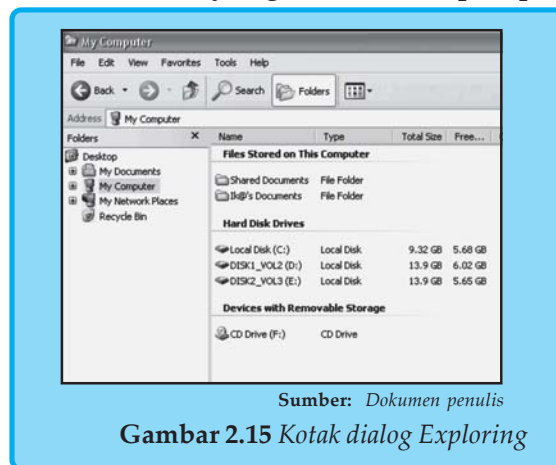 My Computer
File Edit View Favorites Tools Help
Back Search Folders
Address My Computer
Folders X Name Type Total Size Free...
Desktop
My Documents
My Computer
My Network Places
Recycle Bin
Files Stored on This Computer
Shared Documents File Folder
Ik@'s Documents File Folder
Hard Disk Drives
Local Disk (C:) Local Disk 9.32 GB 5.68 GB
DISK1_VOL2 (D:) Local Disk 13.9 GB 6.02 GB
DISK2_VOL3 (E:) Local Disk 13.9 GB 5.65 GB
Devices with Removable Storage
CD Drive (F:) CD Drive
Sumber: Dokumen penulis
Gambar 2.15 Kotak dialog Exploring